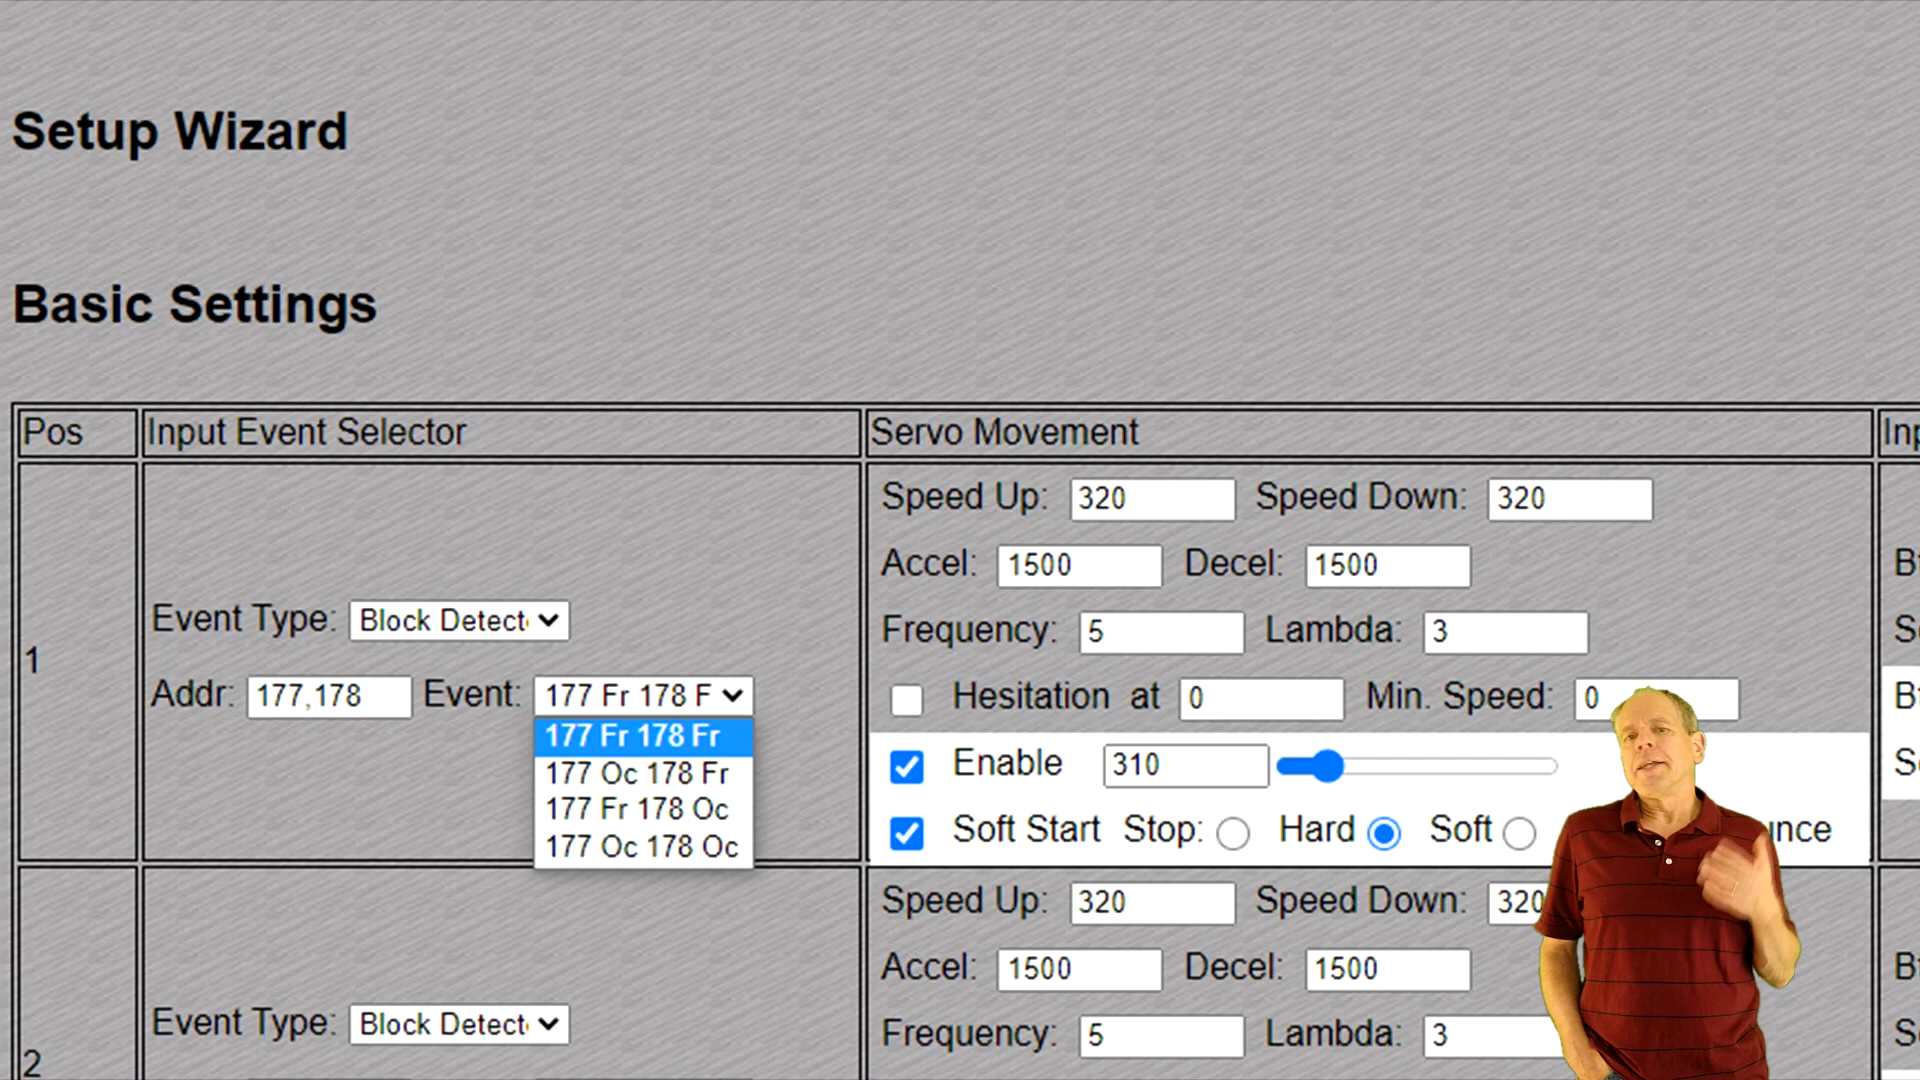 Setup Wizard
Basic Settings
Pos Input Event Selector Servo Movement
Speed Up: 320 Speed Down: 320
Accel: 1500 Decel: 1500
Event Type: Block Detect
Frequency: 5 Lambda: 3
1
Addr: 177,178 Event: 177 Fr 178 F
Hesitation at 0 Min. Speed: 0
177 Fr 178 Fr
177 Oc 178 Fr
177 Fr 178 Oc
177 Oc 178 Oc
Enable 310
Soft Start Stop: Hard Soft
Speed Up: 320 Speed Down: 320
Accel: 1500 Decel: 1500
Event Type: Block Detect
Frequency: 5 Lambda: 3
2